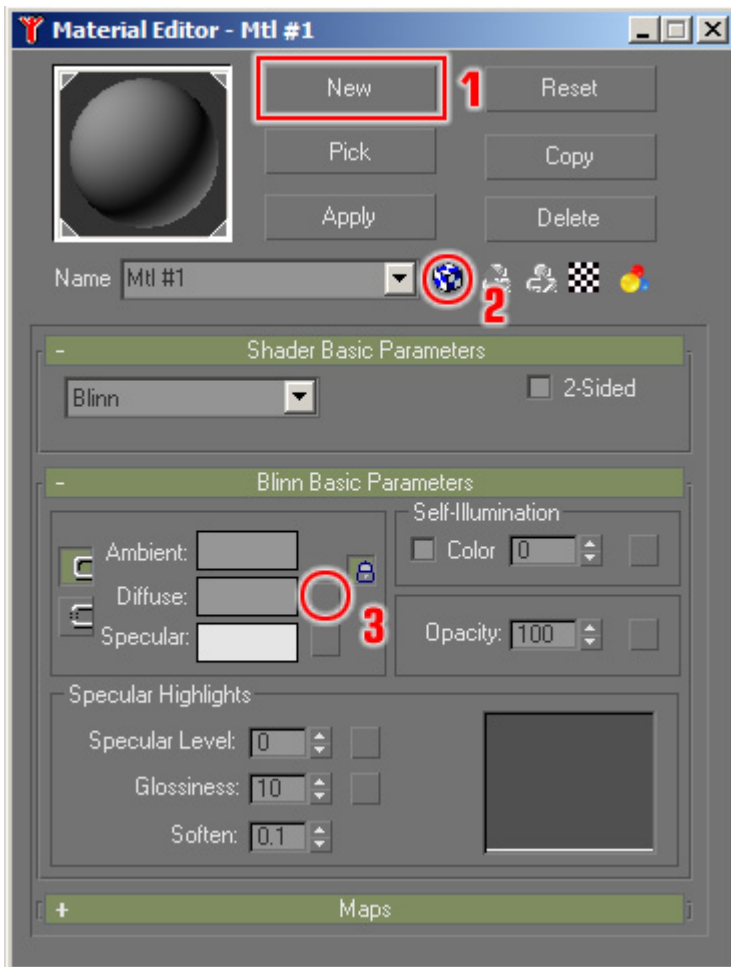 Material Editor - Mtl #1
New 1 Reset
Pick Copy
Apply Delete
Name Mtl #1
2
- Shader Basic Parameters
Blinn 2-Sided
- Blinn Basic Parameters
Self-Illumination
Ambient: Color 0
Diffuse:
3
Specular: Opacity: 100
Specular Highlights
Specular Level: 0
Glossiness: 10
Soften: 0.1
+ Maps